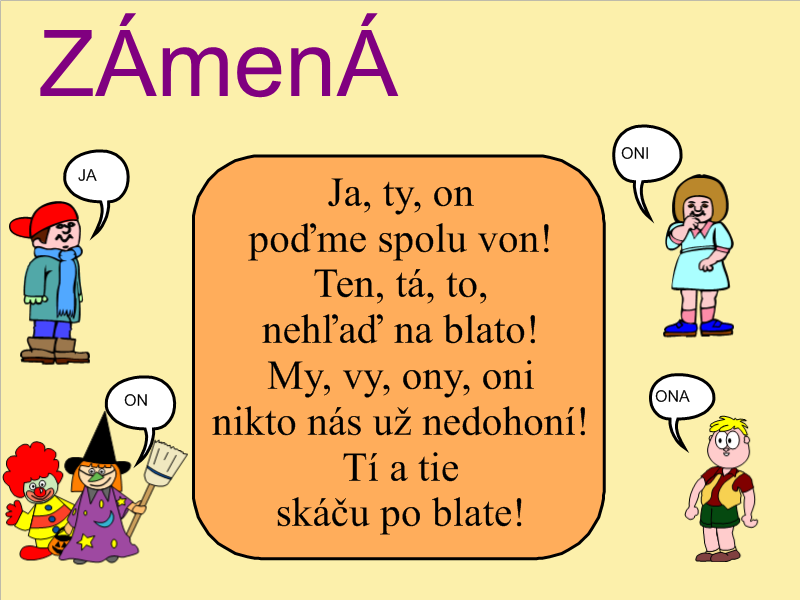 ZÁmenÁ
JA
ONI
Ja, ty, on
poďme spolu von!
Ten, tá, to,
nehľaď na blato!
My, vy, ony, oni
nikto nás už nedohoní!
Tí a tie
skáču po blate!
ON
ONA